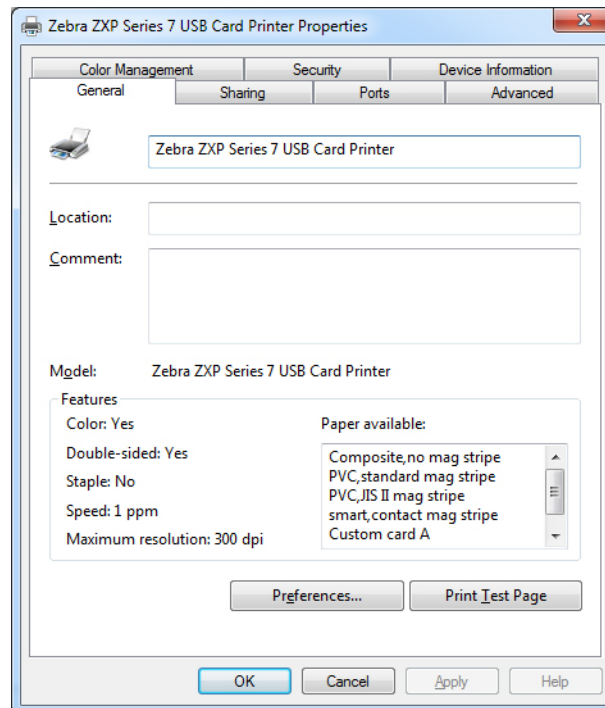 Zebra ZXP Series 7 USB Card Printer Properties
Color Management Security Device Information
General Sharing Ports Advanced
Zebra ZXP Series 7 USB Card Printer
Location:
Comment:
Model: Zebra ZXP Series 7 USB Card Printer
Features
Color: Yes Paper available:
Double-sided: Yes Composite,no mag stripe
PVC,standard mag stripe
Staple: No PVC,JIS II mag stripe
Speed: 1 ppm smart,contact mag stripe
Maximum resolution: 300 dpi Custom card A
Preferences... Print Test Page
OK Cancel Apply Help